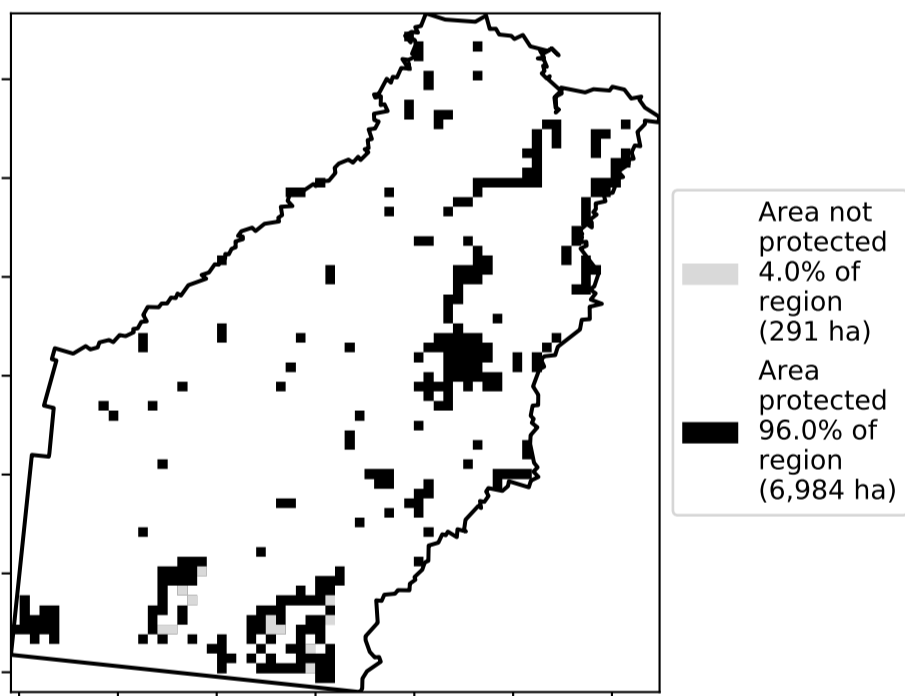 Area not
protected
4.0% of
region
(291 ha)
Area
protected
96.0% of
region
(6,984 ha)